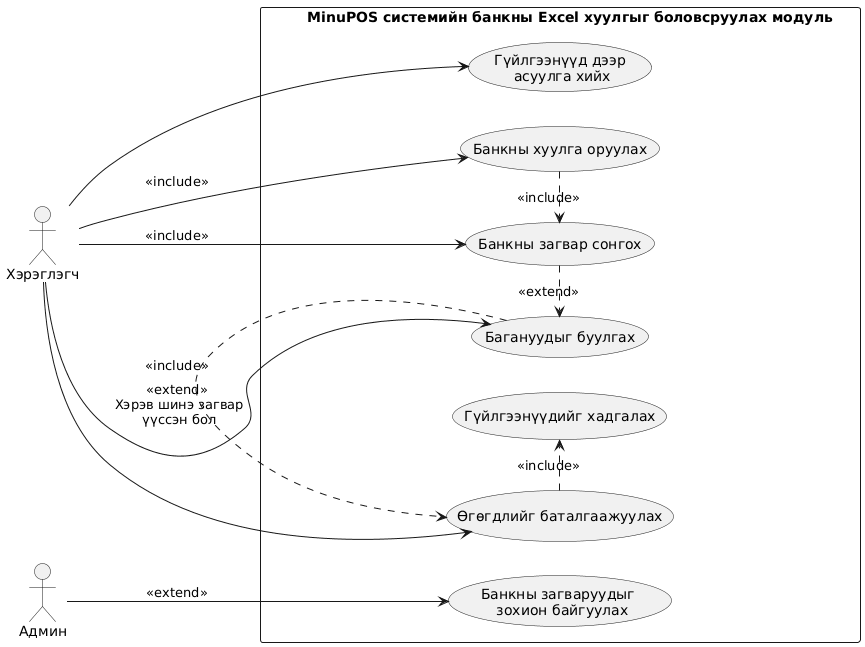 MinuPOS системийн банкны Excel хуулгыг боловсруулах модуль
Гүйлгээнүүд дээр
асуулга хийх
Банкны хуулга оруулах
«include»
«include»
Банкны загвар сонгох
«include»
Хэрэглэгч
«extend»
Багануудыг буулгах
«include»
«extend»
Хэрэв шинэ загвар
үүссэн бол
Гүйлгээнүүдийг хадгалах
«include»
Өгөгдлийг баталгаажуулах
«extend»
Банкны загваруудыг
зохион байгуулах
Админ